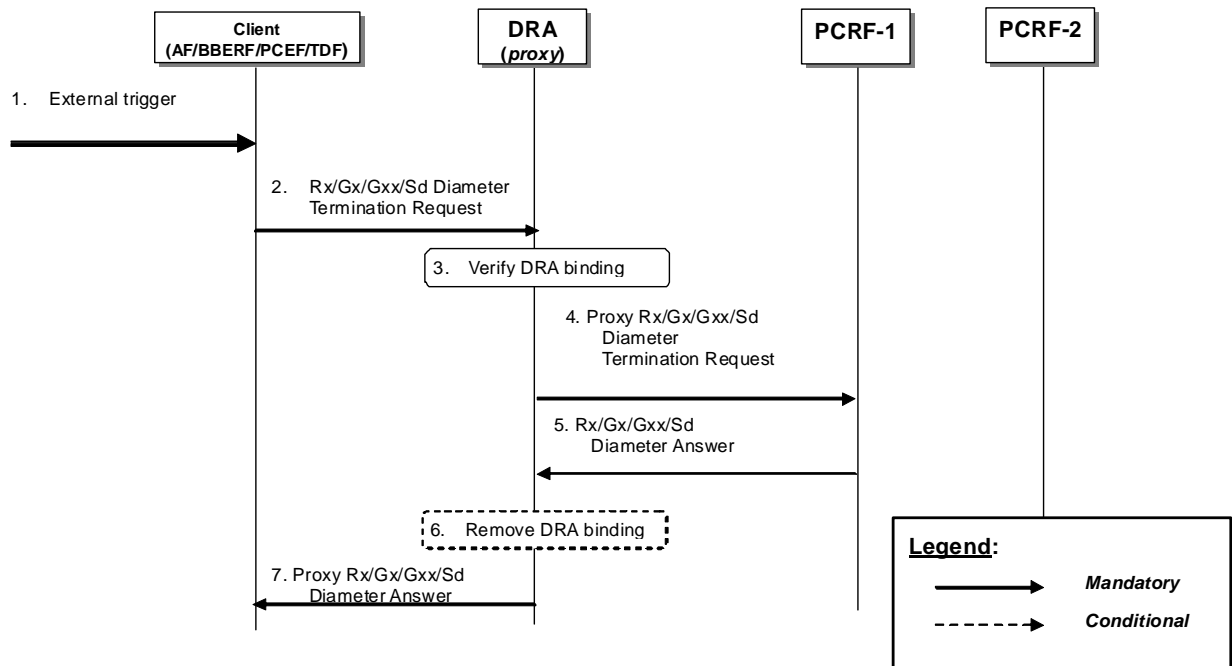 Client
(AF/BBERF/PCEF/TDF)
DRA
(proxy)
PCRF-1
PCRF-2
1. External trigger
2. Rx/Gx/Gxx/Sd Diameter
Termination Request
3. Verify DRA binding
4. Proxy Rx/Gx/Gxx/Sd
Diameter
Termination Request
5. Rx/Gx/Gxx/Sd
Diameter Answer
6. Remove DRA binding
7. Proxy Rx/Gx/Gxx/Sd
Diameter Answer
Legend:
Mandatory
Conditional